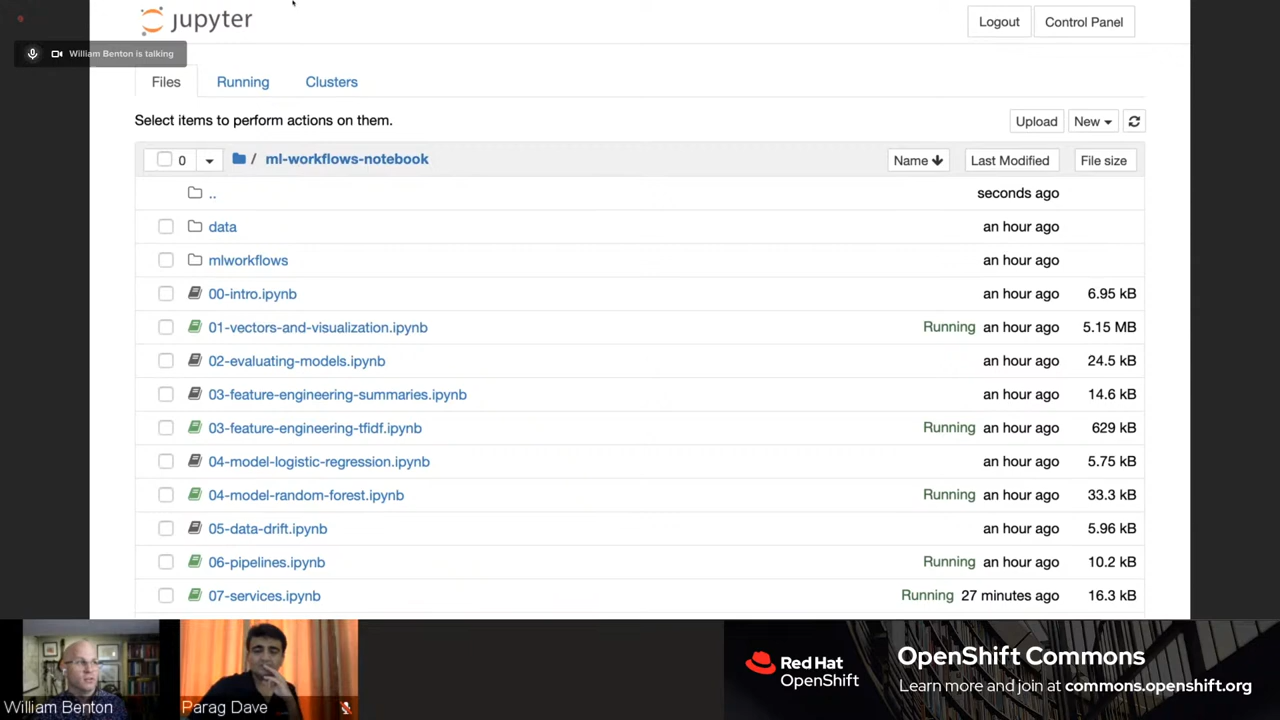 jupyter
Logout
Control Panel
William Benton is talking
Files
Running
Clusters
Select items to perform actions on them.
Upload
New
0
/ ml-workflows-notebook
Name
Last Modified
File size
.. seconds ago
data an hour ago
mlworkflows an hour ago
00-intro.ipynb an hour ago 6.95 kB
01-vectors-and-visualization.ipynb Running an hour ago 5.15 MB
02-evaluating-models.ipynb an hour ago 24.5 kB
03-feature-engineering-summaries.ipynb an hour ago 14.6 kB
03-feature-engineering-tfidf.ipynb Running an hour ago 629 kB
04-model-logistic-regression.ipynb an hour ago 5.75 kB
04-model-random-forest.ipynb Running an hour ago 33.3 kB
05-data-drift.ipynb an hour ago 5.96 kB
06-pipelines.ipynb Running an hour ago 10.2 kB
07-services.ipynb Running 27 minutes ago 16.3 kB
William Benton
Parag Dave
Red Hat
OpenShift
OpenShift Commons
Learn more and join at commons.openshift.org